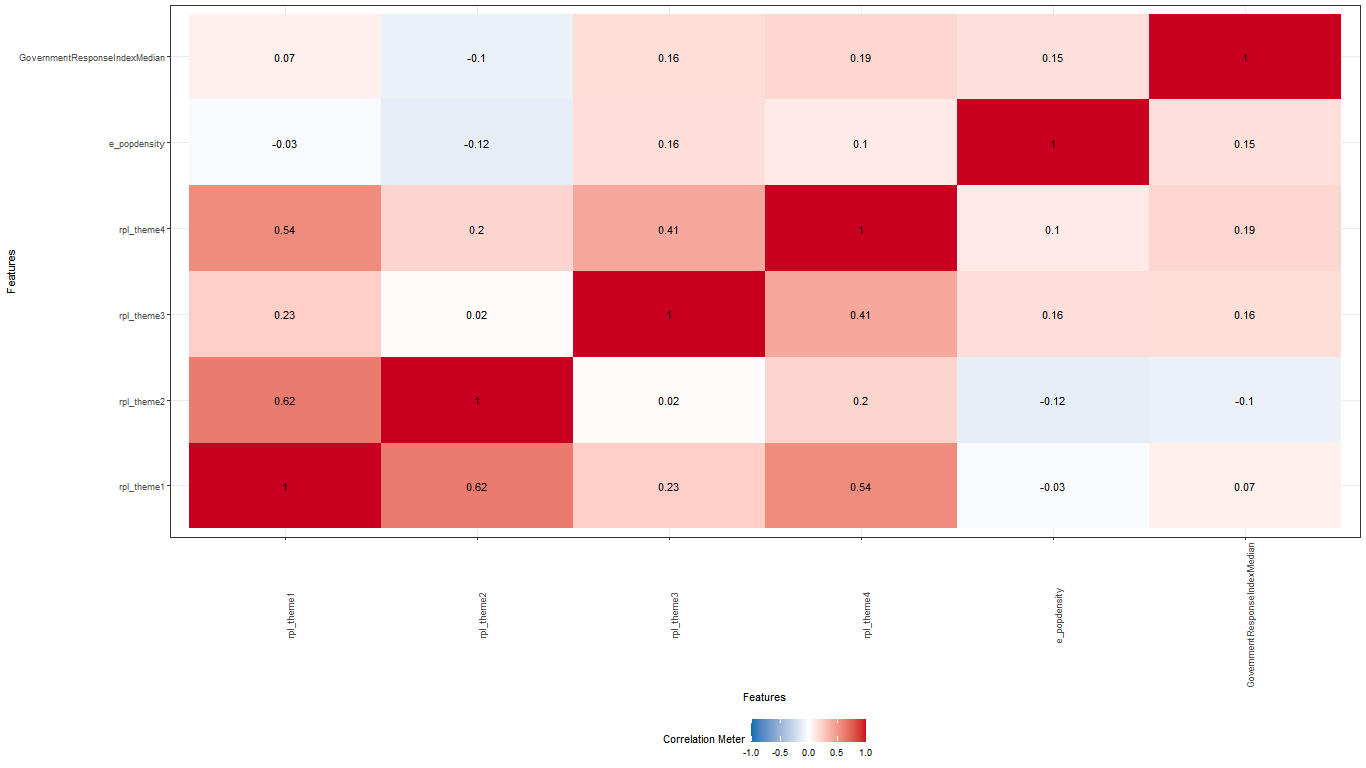 GovernmentResponseIndexMedian 0.07 -0.1 0.16 0.19 0.15 1
e_popdensity -0.03 -0.12 0.16 0.1 1 0.15
rpl_theme4 0.54 0.2 0.41 1 0.1 0.19
Features
rpl_theme3 0.23 0.02 1 0.41 0.16 0.16
rpl_theme2 0.62 1 0.02 0.2 -0.12 -0.1
rpl_theme1 1 0.62 0.23 0.54 -0.03 0.07
rpl_theme1 rpl_theme2 rpl_theme3 rpl_theme4 e_popdensity GovernmentResponseIndexMedian
Features
Correlation Meter
-1.0 -0.5 0.0 0.5 1.0